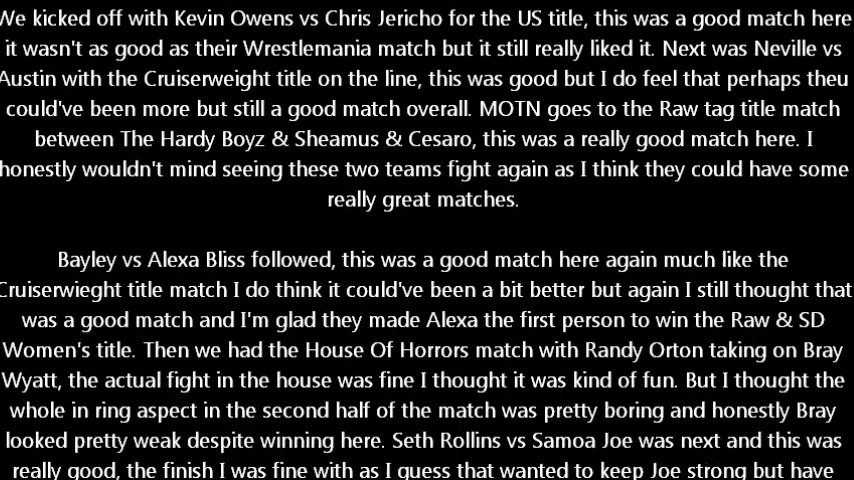 We kicked off with Kevin Owens vs Chris Jericho for the US title, this was a good match here
it wasn't as good as their Wrestlemania match but it still really liked it. Next was Neville vs
Austin with the Cruiserweight title on the line, this was good but I do feel that perhaps theu
could've been more but still a good match overall. MOTN goes to the Raw tag title match
between The Hardy Boyz & Sheamus & Cesaro, this was a really good match here. I
honestly wouldn't mind seeing these two teams fight again as I think they could have some
really great matches.
Bayley vs Alexa Bliss followed, this was a good match here again much like the
Cruiserwieght title match I do think it could've been a bit better but again I still thought that
was a good match and I'm glad they made Alexa the first person to win the Raw & SD
Women's title. Then we had the House Of Horrors match with Randy Orton taking on Bray
Wyatt, the actual fight in the house was fine I thought it was kind of fun. But I thought the
whole in ring aspect in the second half of the match was pretty boring and honestly Bray
looked pretty weak despite winning here. Seth Rollins vs Samoa Joe was next and this was
really good, the finish I was fine with as I guess that wanted to keep Joe strong but have